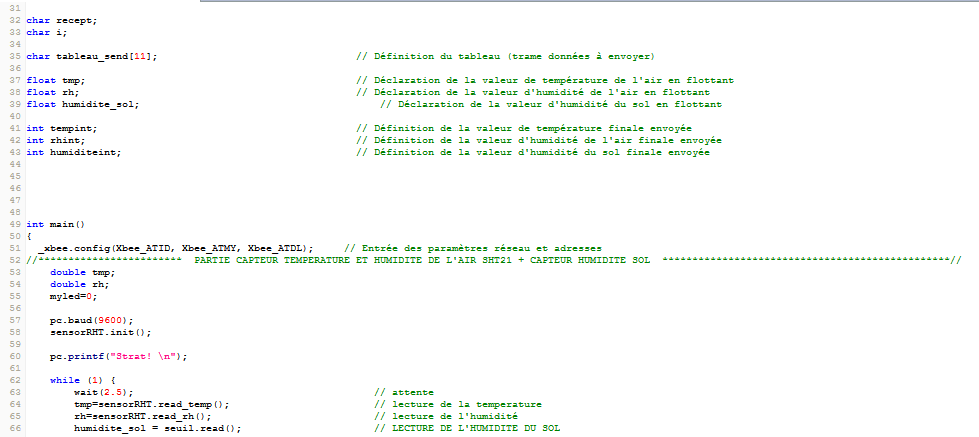 31
32 char recept;
33 char i;
34
35 char tableau_send[11]; // Définition du tableau (trame données à envoyer)
36
37 float tmp; // Déclaration de la valeur de température de l'air en flottant
38 float rh; // Déclaration de la valeur d'humidité de l'air en flottant
39 float humidite_sol; // Déclaration de la valeur d'humidité du sol en flottant
40
41 int tempint; // Définition de la valeur de température finale envoyée
42 int rhint; // Définition de la valeur d'humidité de l'air finale envoyée
43 int humiditeint; // Définition de la valeur d'humidité du sol finale envoyée
44
45
46
47
48
49 int main()
50 {
51 _xbee.config(Xbee_ATID, Xbee_ATMY, Xbee_ATDL); // Entrée des paramètres réseau et adresses
52 //************************ PARTIE CAPTEUR TEMPERATURE ET HUMIDITE DE L'AIR SHT21 + CAPTEUR HUMIDITE SOL ************************************************//
53 double tmp;
54 double rh;
55 myled=0;
56
57 pc.baud(9600);
58 sensorRHT.init();
59
60 pc.printf("Strat! \n");
61
62 while (1) {
63 wait(2.5); // attente
64 tmp=sensorRHT.read_temp(); // lecture de la temperature
65 rh=sensorRHT.read_rh(); // lecture de l'humidité
66 humidite_sol = seuil.read(); // LECTURE DE L'HUMIDITE DU SOL